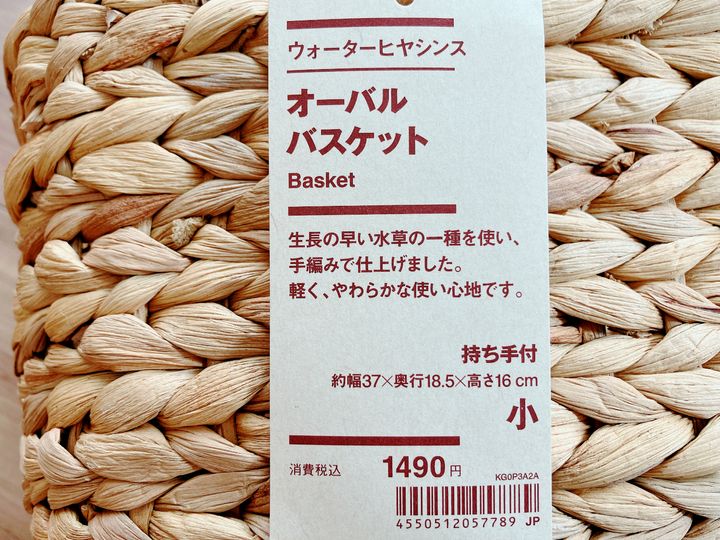 ウォーターヒヤシンス
オーバル
バスケット
Basket
生長の早い水草の一種を使い、
手編みで仕上げました。
軽く、やわらかな使い心地です。
持ち手付
約幅37×奥行18.5×高さ16 cm
小
消費税込 1490円
KG0P3A2A
4550512057789 JP